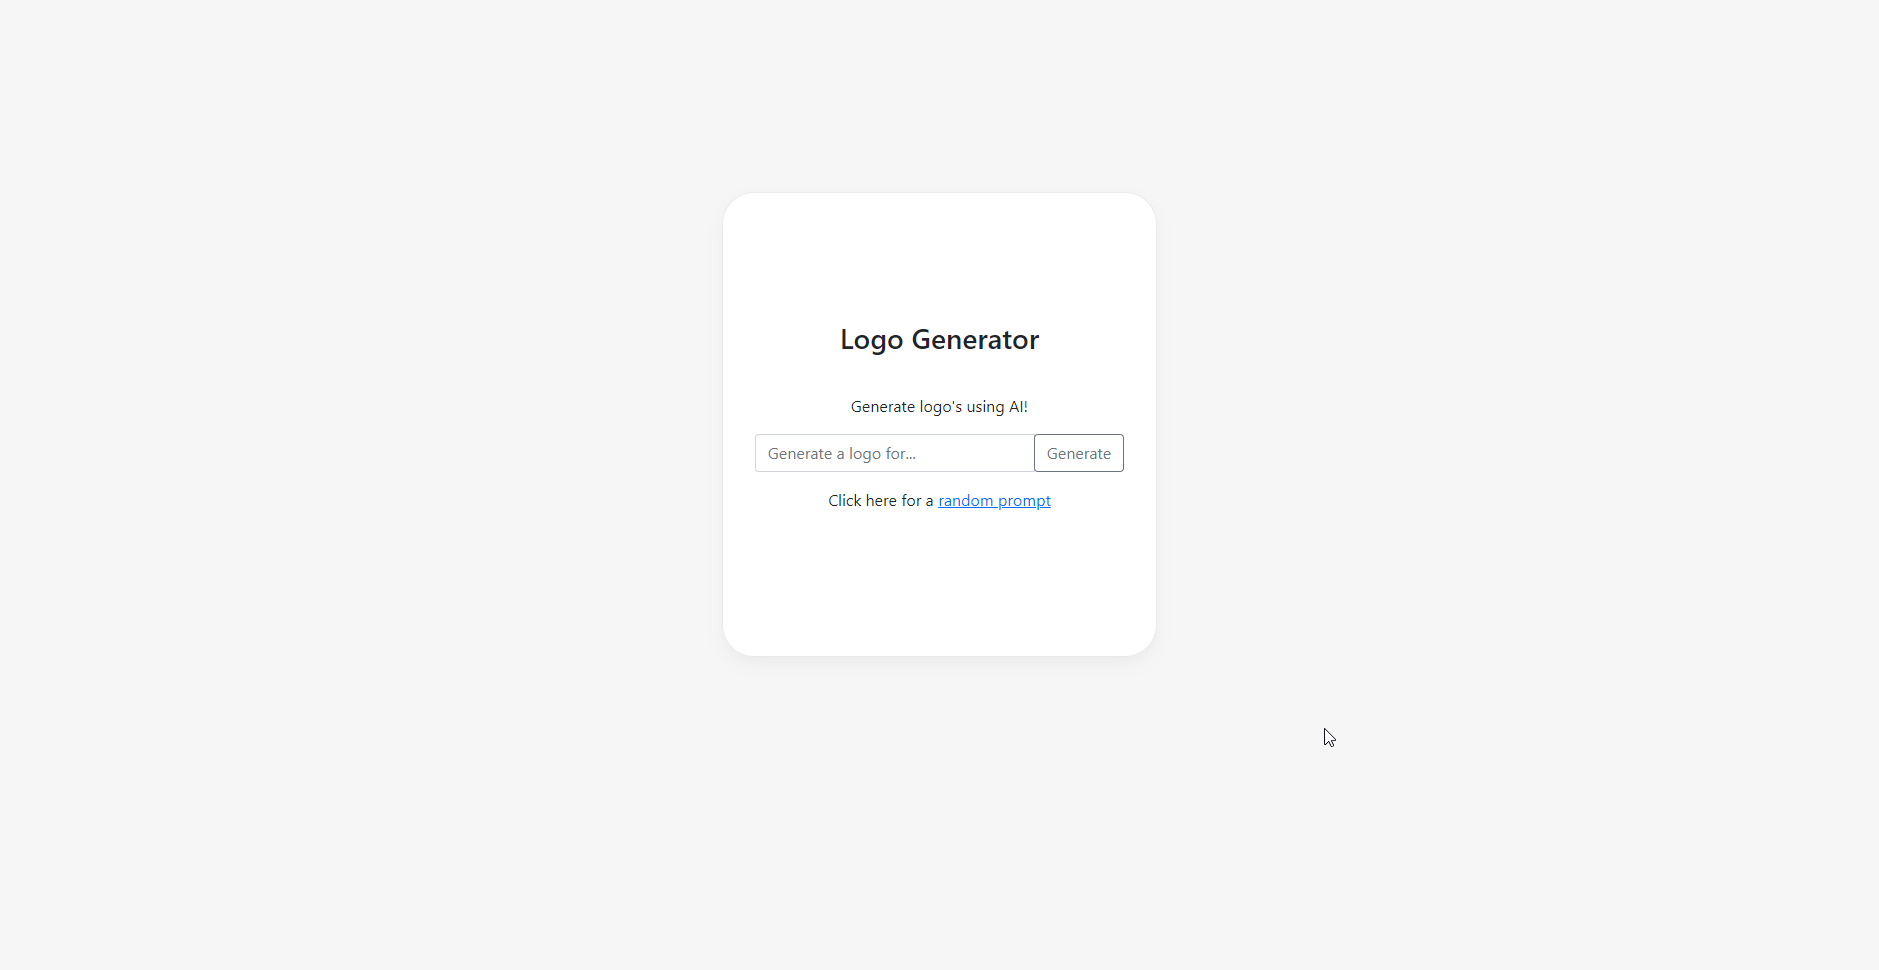 Logo Generator
Generate logo's using AI!
Generate a logo for...
Generate
Click here for a random prompt